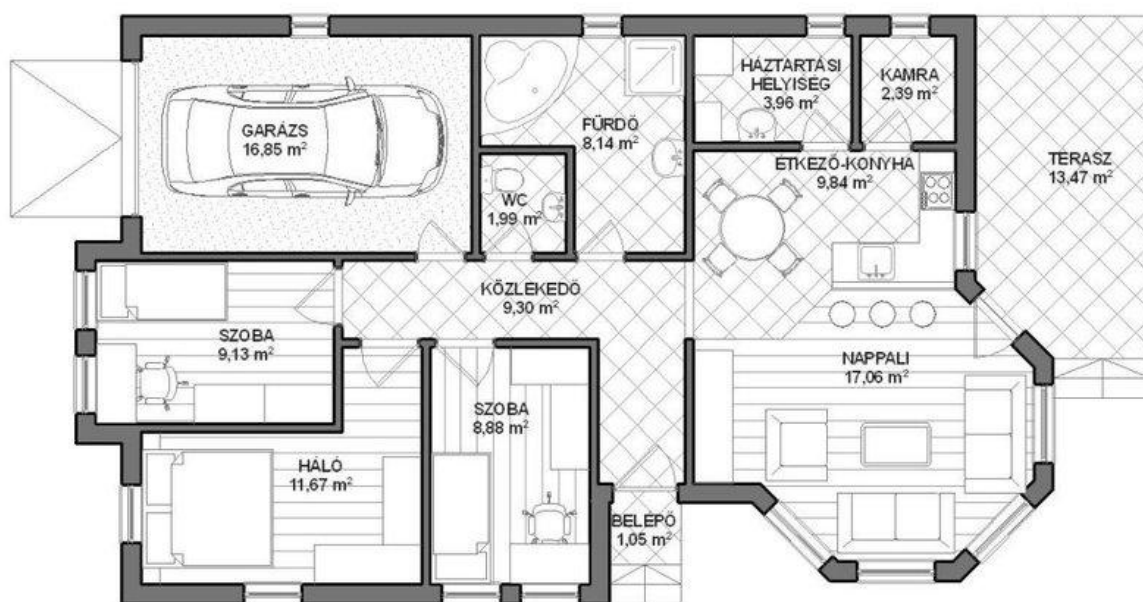 GARÁZS
16,85 m²
FÜRDŐ
8,14 m²
HÁZTARTÁSI
HELYISÉG
3,96 m²
KAMRA
2,39 m²
TERASZ
13,47 m²
WC
1,99 m²
ÉTKEZŐ-KONYHA
9,84 m²
KÖZLEKEDŐ
9,30 m²
SZOBA
9,13 m²
NAPPALI
17,06 m²
SZOBA
8,88 m²
HÁLÓ
11,67 m²
BELÉPŐ
1,05 m²